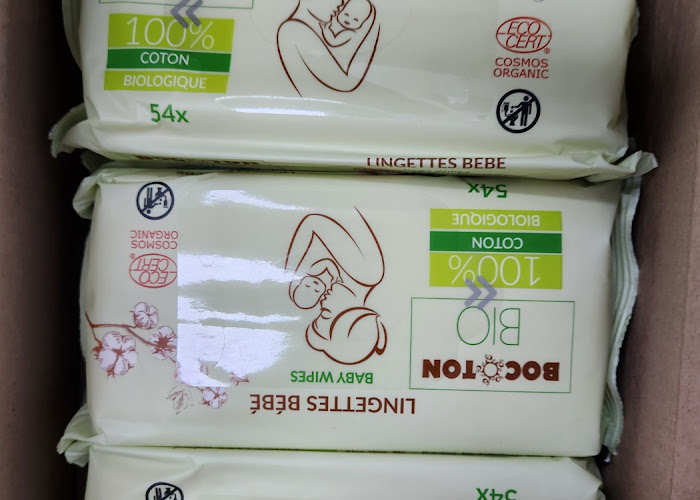 100%
COTON
BIOLOGIQUE
54x
ECO
CERT
COSMOS
ORGANIC
LINGETTES BEBE
LINGETTES BÉBÉ
BABY WIPES
BOCOTON
BIO
100%
COTON
BIOLOGIQUE
54x
ECO
CERT
COSMOS
ORGANIC
54x